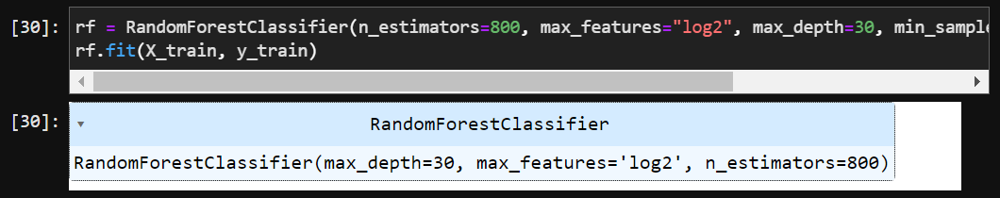 [30]: rf = RandomForestClassifier(n_estimators=800, max_features="log2", max_depth=30, min_sample
rf.fit(X_train, y_train)
[30]: RandomForestClassifier
RandomForestClassifier(max_depth=30, max_features='log2', n_estimators=800)